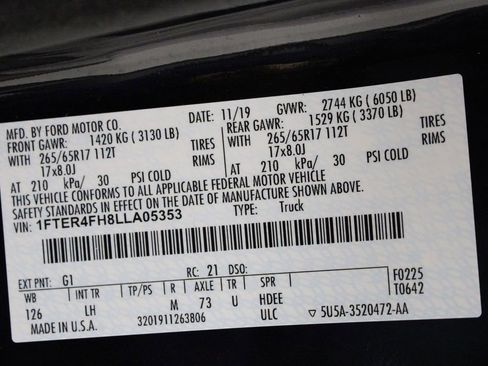 MFD. BY FORD MOTOR CO.
DATE: 11/19 GVWR: 2744 KG ( 6050 LB)
FRONT GAWR: 1420 KG ( 3130 LB) REAR GAWR: 1529 KG ( 3370 LB)
WITH 265/65R17 112T TIRES WITH 265/65R17 112T TIRES
17x8.0J RIMS 17x8.0J RIMS
AT 210 kPa/ 30 PSI COLD AT 210 kPa/ 30 PSI COLD
THIS VEHICLE CONFORMS TO ALL APPLICABLE FEDERAL MOTOR VEHICLE
SAFETY STANDARDS IN EFFECT ON THE DATE OF MANUFACTURE SHOWN ABOVE.
VIN: 1FTER4FH8LLA05353 TYPE: Truck
EXT PNT: G1 RC: 21 DSO: F0225
WB INT TR TP/PS R AXLE TR SPR T0642
126 LH M 73 U HDEE
MADE IN U.S.A. 3201911263806 ULC ▽ 5U5A-3520472-AA